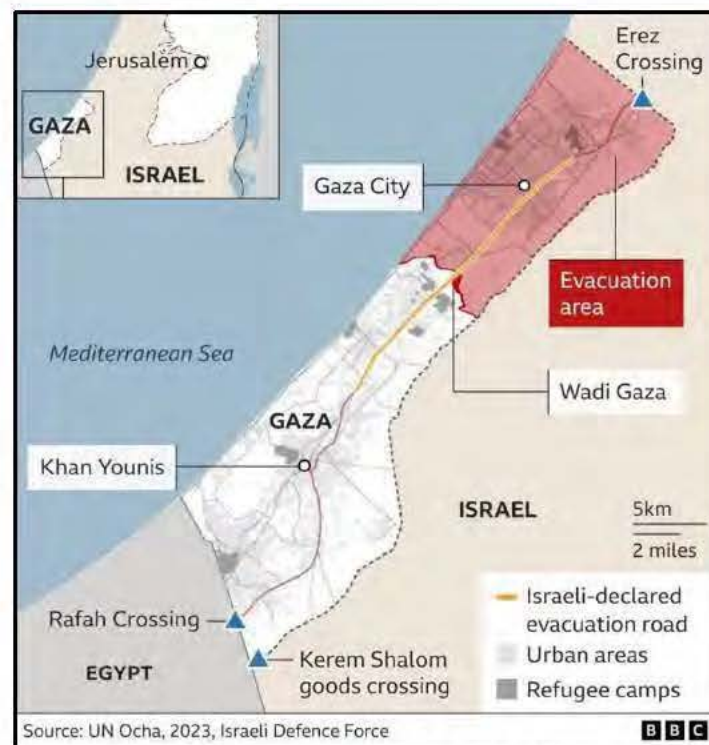 Jerusalem
GAZA
ISRAEL
Erez
Crossing
Gaza City
Evacuation
area
Mediterranean Sea
Wadi Gaza
GAZA
Khan Younis
ISRAEL
5km
2 miles
Rafah Crossing
EGYPT
Kerem Shalom
goods crossing
Israeli-declared
evacuation road
Urban areas
Refugee camps
Source: UN Ocha, 2023, Israeli Defence Force
BBC